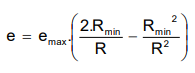 e = e_max.(2.R_min/R − R_min²/R²)